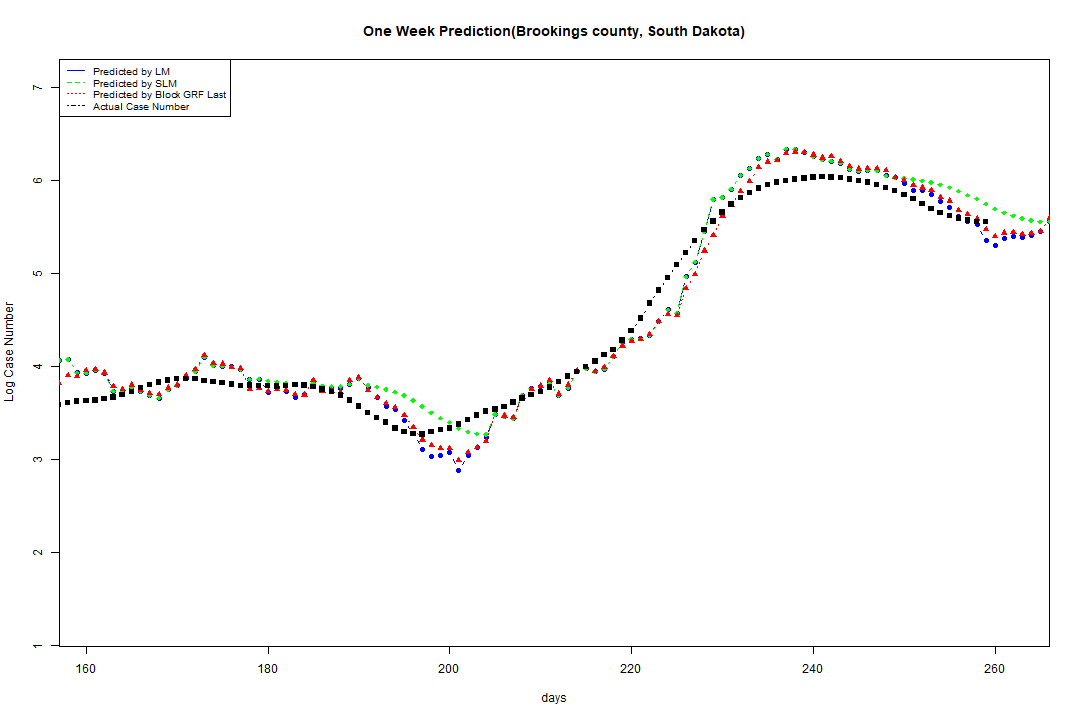 One Week Prediction(Brookings county, South Dakota)
Predicted by LM
Predicted by SLM
Predicted by Block GRF Last
Actual Case Number
7
6
5
4
3
2
1
Log Case Number
160 180 200 220 240 260
days